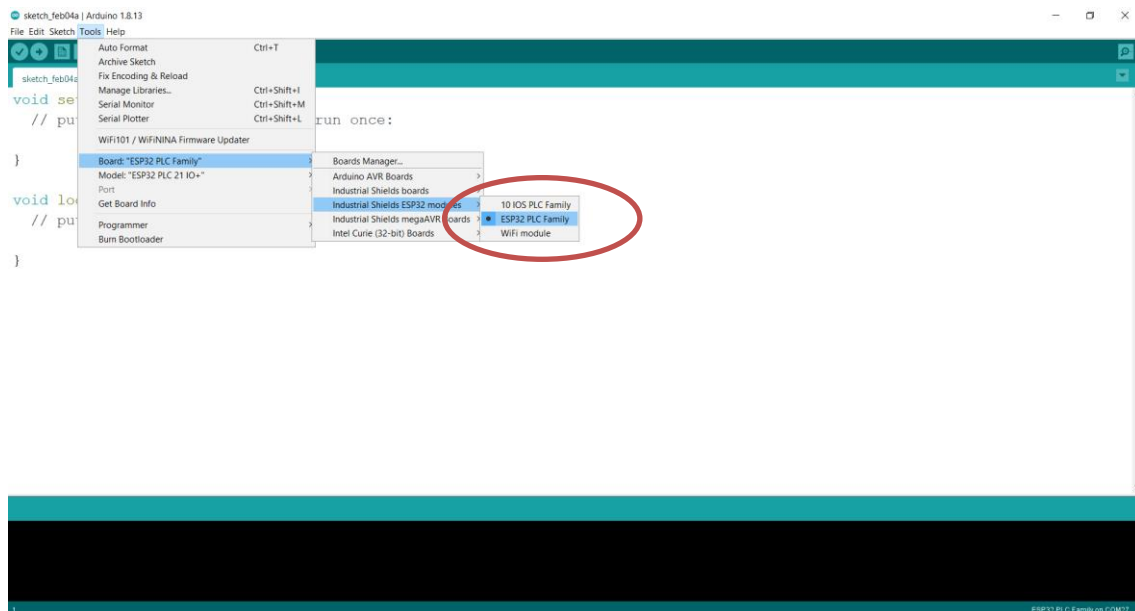 sketch_feb04a | Arduino 1.8.13
File Edit Sketch Tools Help
sketch_feb04a
Auto Format Ctrl+T
Archive Sketch
Fix Encoding & Reload
Manage Libraries... Ctrl+Shift+I
Serial Monitor Ctrl+Shift+M
Serial Plotter Ctrl+Shift+L
WiFi101 / WiFiNINA Firmware Updater
Board: "ESP32 PLC Family"
Model: "ESP32 PLC 21 IO+"
Port
Get Board Info
Programmer
Burn Bootloader
Boards Manager...
Arduino AVR Boards
Industrial Shields boards
Industrial Shields ESP32 modules
Industrial Shields megaAVR Boards
Intel Curie (32-bit) Boards
10 IOS PLC Family
ESP32 PLC Family
WiFi module
void se
// pu run once:
}
void lo
// pu
}
1 ESP32 PLC Family on COM27